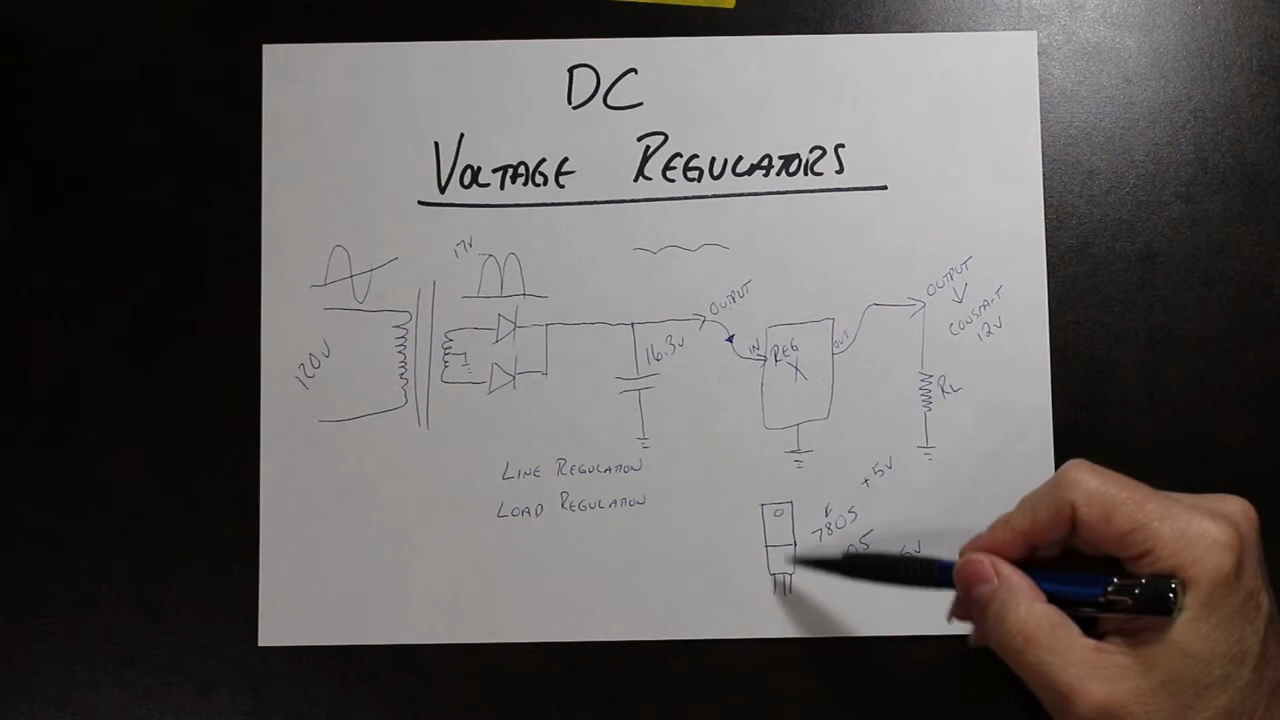 DC
VOLTAGE REGULATORS
17V
120V
16.3V
OUTPUT
IN
REG
X
OUT
OUTPUT
CONSTANT
12V
RL
LINE REGULATION
LOAD REGULATION
+5V
7805
05